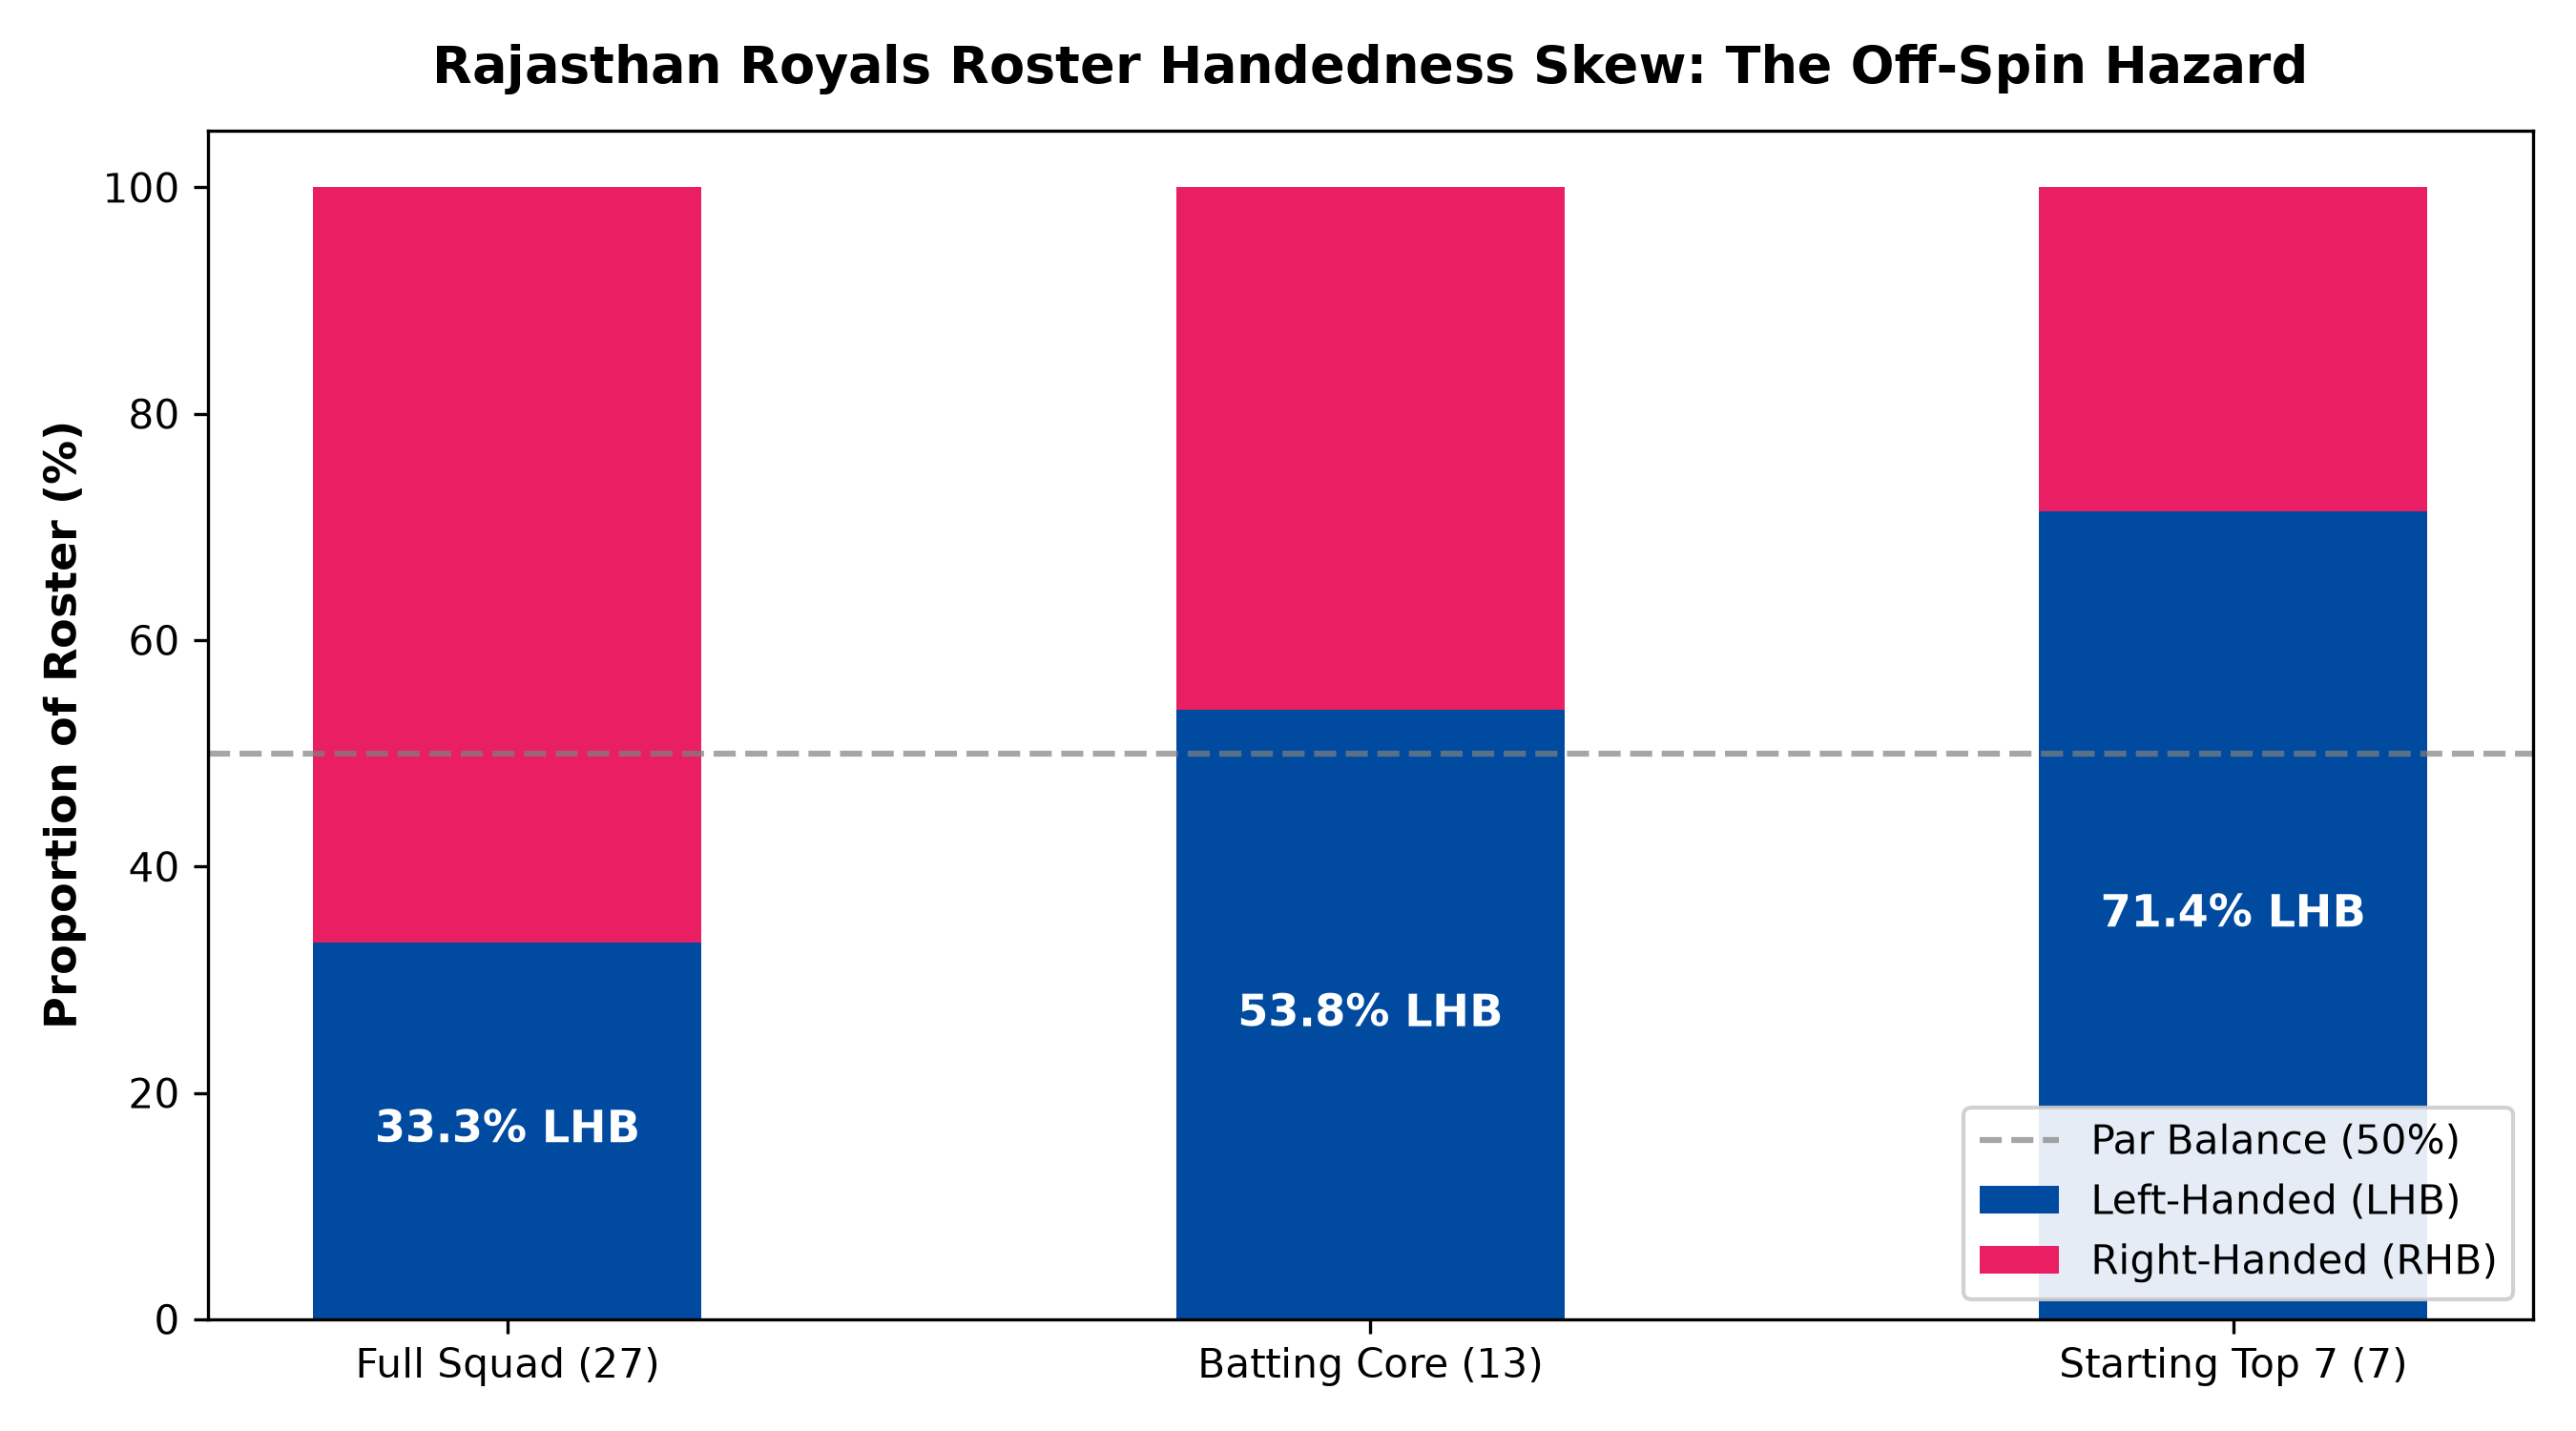 Rajasthan Royals Roster Handedness Skew: The Off-Spin Hazard
Proportion of Roster (%)
100
80
60
40
20
0
33.3% LHB
53.8% LHB
71.4% LHB
Par Balance (50%)
Left-Handed (LHB)
Right-Handed (RHB)
Full Squad (27)
Batting Core (13)
Starting Top 7 (7)